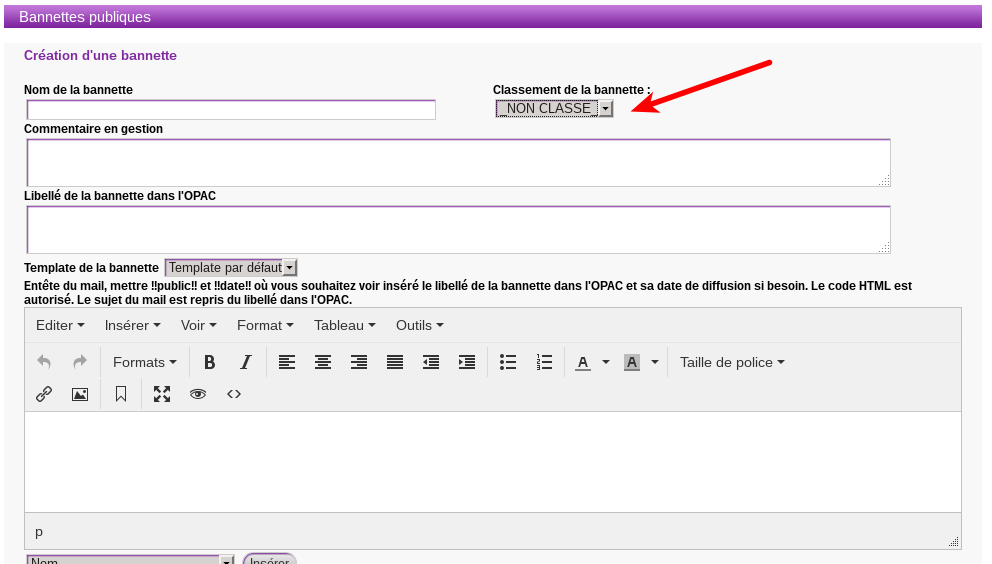 Bannettes publiques
Création d'une bannette
Nom de la bannette
Classement de la bannette :
_NON CLASSE_
Commentaire en gestion
Libellé de la bannette dans l'OPAC
Template de la bannette Template par défaut
Entête du mail, mettre !!public!! et !!date!! où vous souhaitez voir inséré le libellé de la bannette dans l'OPAC et sa date de diffusion si besoin. Le code HTML est
autorisé. Le sujet du mail est repris du libellé dans l'OPAC.
Editer Insérer Voir Format Tableau Outils
Formats B I A A Taille de police
p
Nom Insérer